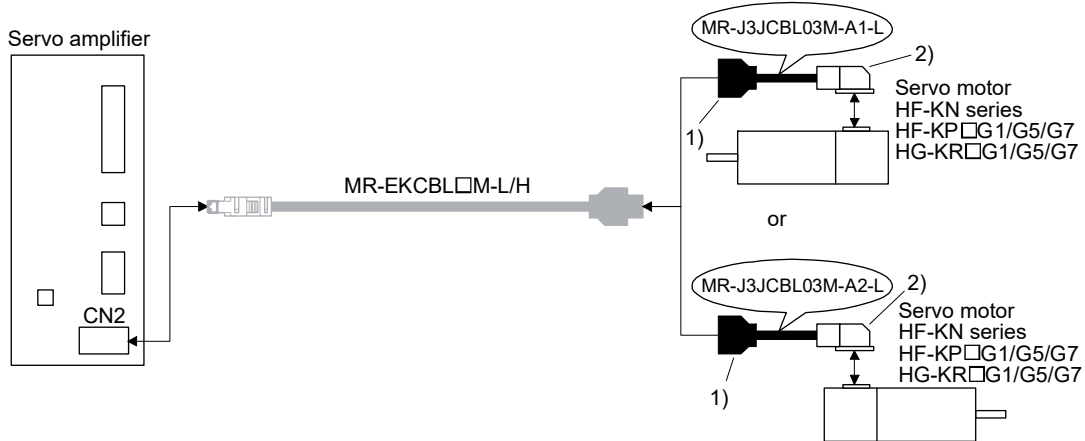 Servo amplifier
CN2
MR-EKCBL□M-L/H
MR-J3JCBL03M-A1-L
1)
2)
Servo motor
HF-KN series
HF-KP□G1/G5/G7
HG-KR□G1/G5/G7
or
MR-J3JCBL03M-A2-L
1)
2)
Servo motor
HF-KN series
HF-KP□G1/G5/G7
HG-KR□G1/G5/G7